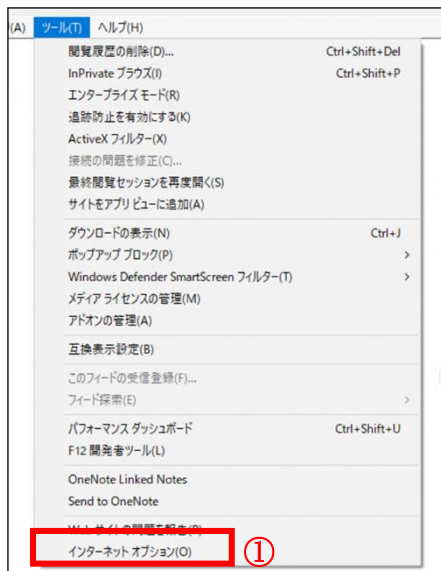 (A) ツール(T) ヘルプ(H)
閲覧履歴の削除(D)... Ctrl+Shift+Del
InPrivate ブラウズ(I) Ctrl+Shift+P
エンタープライズ モード(R)
追跡防止を有効にする(K)
ActiveX フィルター(X)
接続の問題を修正(C)...
最終閲覧セッションを再度開く(S)
サイトをアプリ ビューに追加(A)
ダウンロードの表示(N) Ctrl+J
ポップアップ ブロック(P) >
Windows Defender SmartScreen フィルター(T) >
メディア ライセンスの管理(M)
アドオンの管理(A)
互換表示設定(B)
このフィードの受信登録(F)...
フィード探索(E) >
パフォーマンス ダッシュボード Ctrl+Shift+U
F12 開発者ツール(L)
OneNote Linked Notes
Send to OneNote
Web サイトの問題を報告(R)
インターネット オプション(O) ①